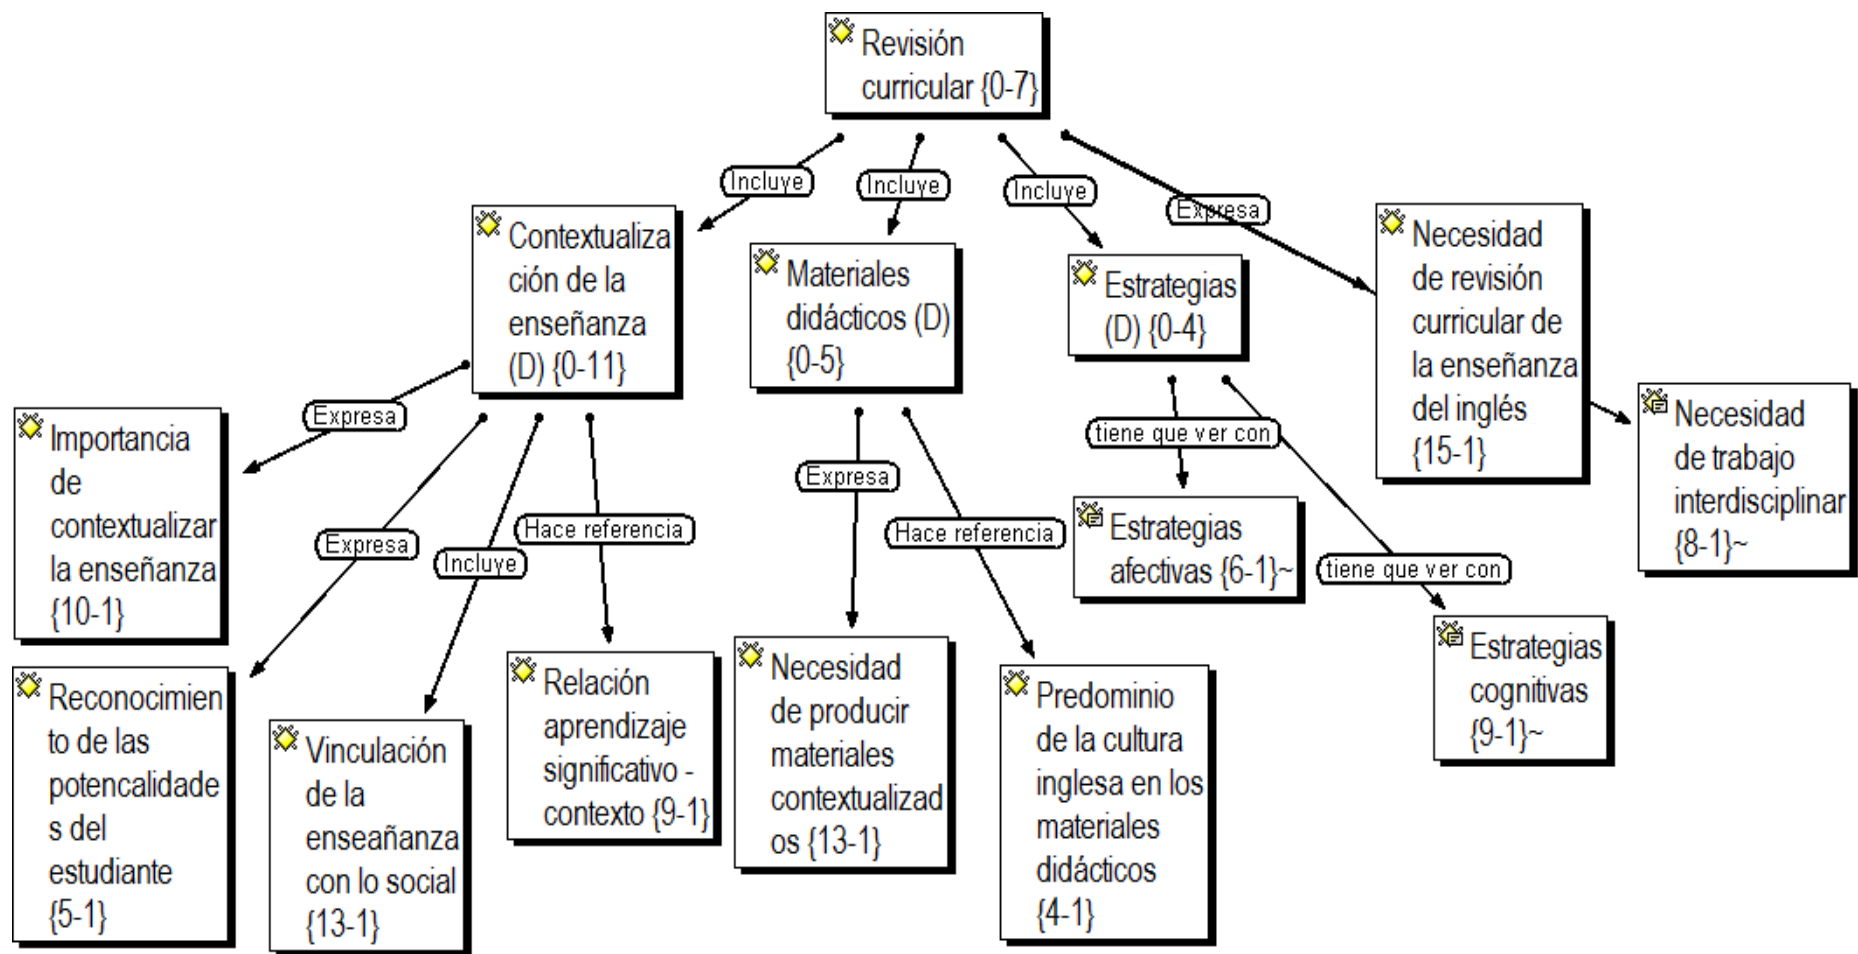 Revisión
curricular {0-7}
Incluye
Incluye
Incluye
Expresa
Contextualiza
ción de la
enseñanza
(D) {0-11}
Materiales
didácticos (D)
{0-5}
Estrategias
(D) {0-4}
Necesidad
de revisión
curricular de
la enseñanza
del inglés
{15-1}
Necesidad
de trabajo
interdisciplinar
{8-1}~
Expresa
Expresa
Incluye
Hace referencia
Expresa
Hace referencia
tiene que ver con
tiene que ver con
Importancia
de
contextualizar
la enseñanza
{10-1}
Estrategias
afectivas {6-1}~
Estrategias
cognitivas
{9-1}~
Reconocimien
to de las
potencalidade
s del
estudiante
{5-1}
Vinculación
de la
enseañanza
con lo social
{13-1}
Relación
aprendizaje
significativo -
contexto {9-1}
Necesidad
de producir
materiales
contextualizad
os {13-1}
Predominio
de la cultura
inglesa en los
materiales
didácticos
{4-1}